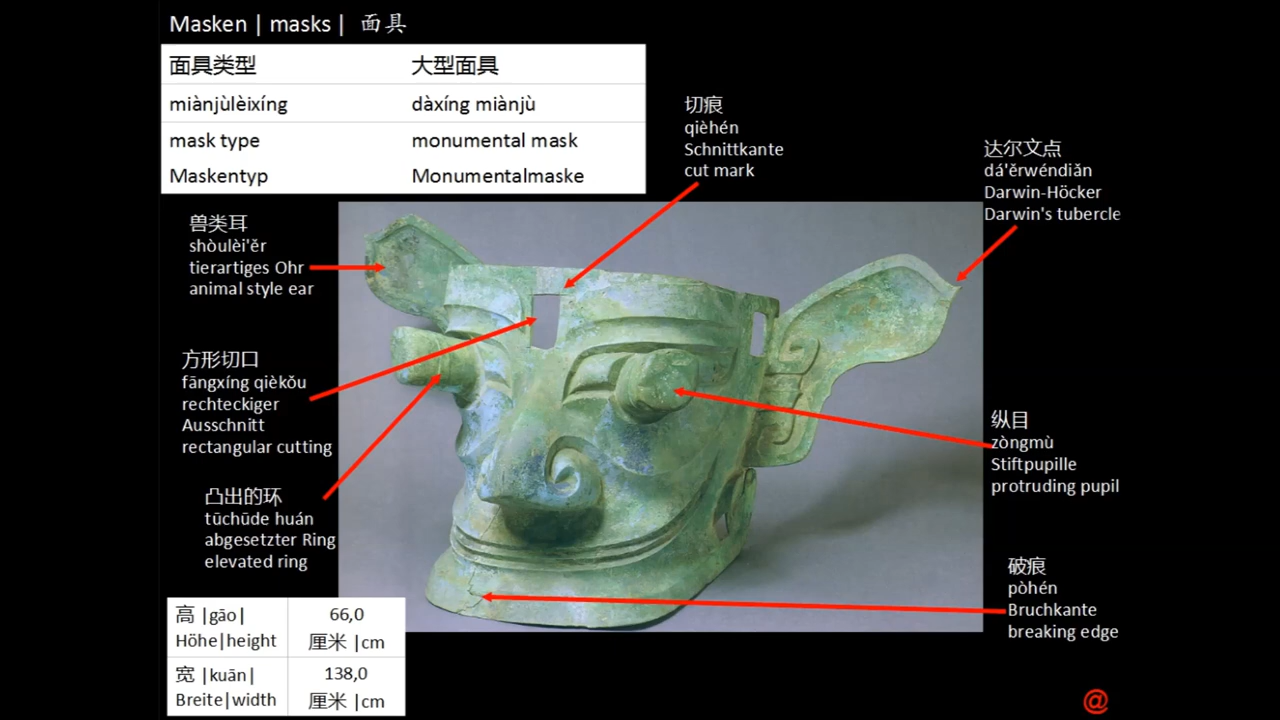 Masken | masks | 面具
面具类型 大型面具
miànjùlèixíng dàxíng miànjù
mask type monumental mask
Maskentyp Monumentalmaske
切痕
qièhén
Schnittkante
cut mark
达尔文点
dá'ěrwéndiǎn
Darwin-Höcker
Darwin's tubercle
兽类耳
shòulèi'ěr
tierartiges Ohr
animal style ear
方形切口
fāngxíng qièkǒu
rechteckiger
Ausschnitt
rectangular cutting
纵目
zòngmù
Stiftpupille
protruding pupil
凸出的环
tūchūde huán
abgesetzter Ring
elevated ring
破痕
pòhén
Bruchkante
breaking edge
高 |gāo| 66,0
Höhe|height 厘米 |cm
宽 |kuān| 138,0
Breite|width 厘米 |cm
@